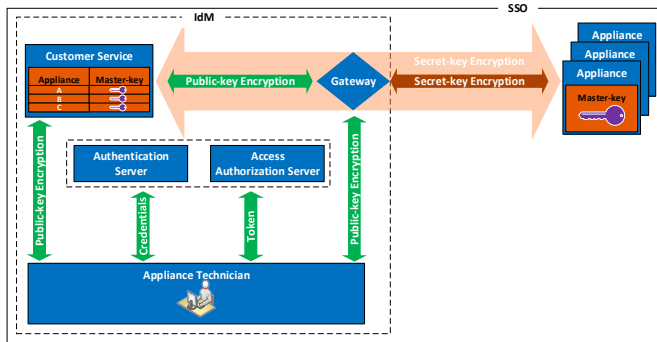 SSO
IdM
Customer Service
Appliance Master-key
A
B
C
Public-key Encryption
Gateway
Secret-key Encryption
Secret-key Encryption
Appliance
Appliance
Appliance
Master-key
Authentication
Server
Access
Authorization Server
Public-key Encryption
Credentials
Token
Public-key Encryption
Appliance Technician